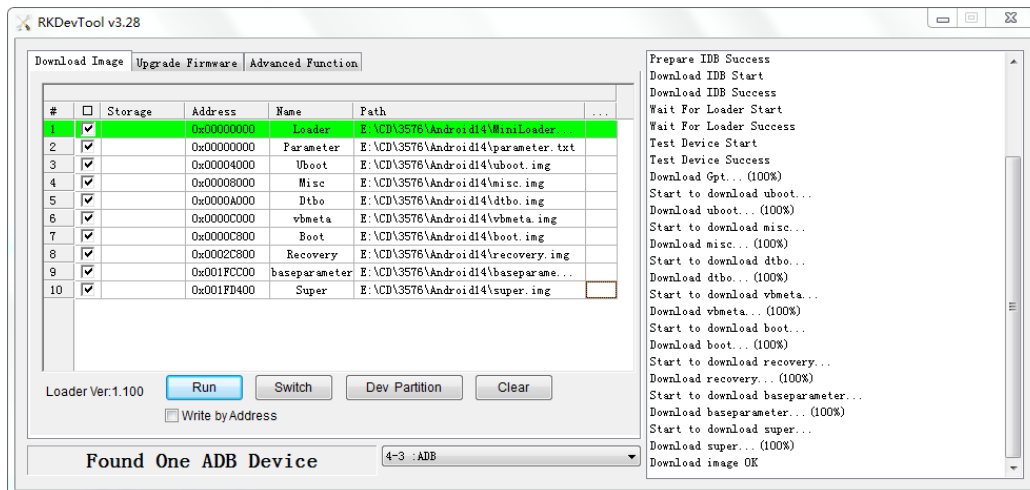 RKDevTool v3.28
Download Image Upgrade Firmware Advanced Function
# Storage Address Name Path ...
1 0x00000000 Loader E:\CD\3576\Android14\MiniLoader...
2 0x00000000 Parameter E:\CD\3576\Android14\parameter.txt
3 0x00004000 Uboot E:\CD\3576\Android14\uboot.img
4 0x00008000 Misc E:\CD\3576\Android14\misc.img
5 0x0000A000 Dtbo E:\CD\3576\Android14\dtbo.img
6 0x0000C000 vbmeta E:\CD\3576\Android14\vbmeta.img
7 0x0000C800 Boot E:\CD\3576\Android14\boot.img
8 0x0002C800 Recovery E:\CD\3576\Android14\recovery.img
9 0x001FCC00 baseparameter E:\CD\3576\Android14\baseparame...
10 0x001FD400 Super E:\CD\3576\Android14\super.img
Loader Ver:1.100 Run Switch Dev Partition Clear
Write by Address
Found One ADB Device
4-3 :ADB
Prepare IDB Success
Download IDB Start
Download IDB Success
Wait For Loader Start
Wait For Loader Success
Test Device Start
Test Device Success
Download Gpt... (100%)
Start to download uboot...
Download uboot... (100%)
Start to download misc...
Download misc... (100%)
Start to download dtbo...
Download dtbo... (100%)
Start to download vbmeta...
Download vbmeta... (100%)
Start to download boot...
Download boot... (100%)
Start to download recovery...
Download recovery... (100%)
Start to download baseparameter...
Download baseparameter... (100%)
Start to download super...
Download super... (100%)
Download image OK